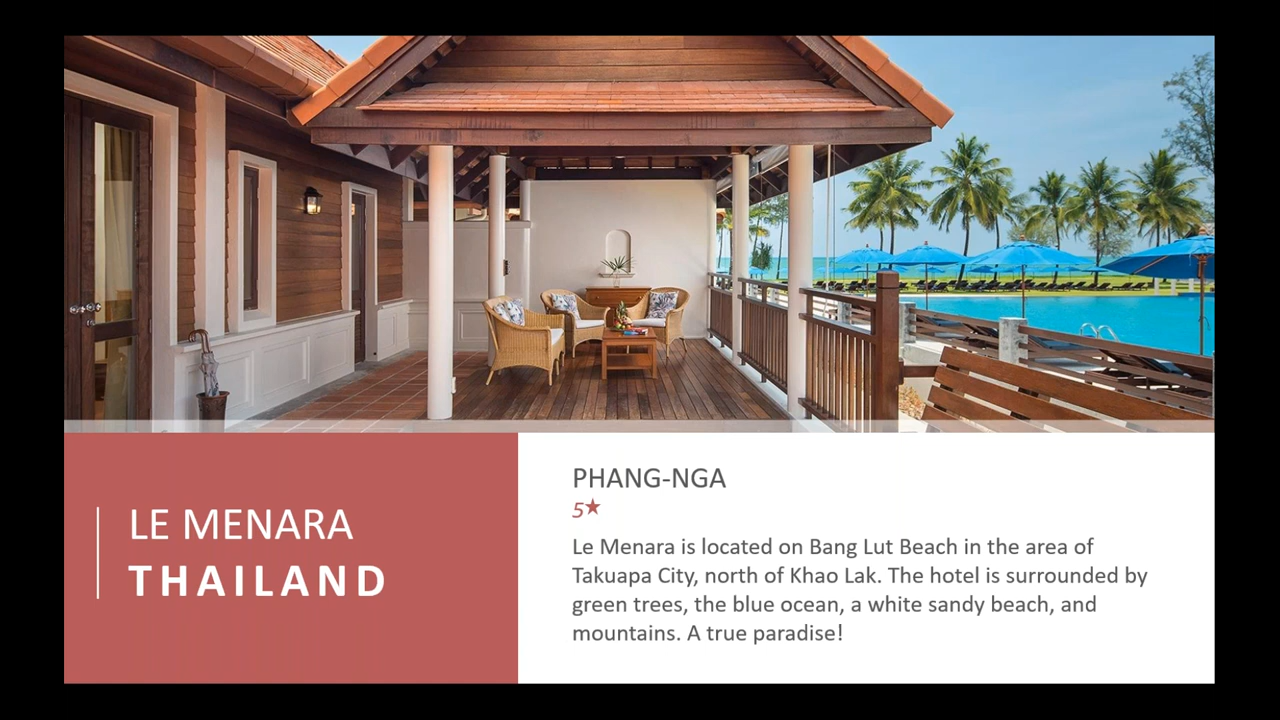 LE MENARA
THAILAND
PHANG-NGA
5★
Le Menara is located on Bang Lut Beach in the area of
Takuapa City, north of Khao Lak. The hotel is surrounded by
green trees, the blue ocean, a white sandy beach, and
mountains. A true paradise!